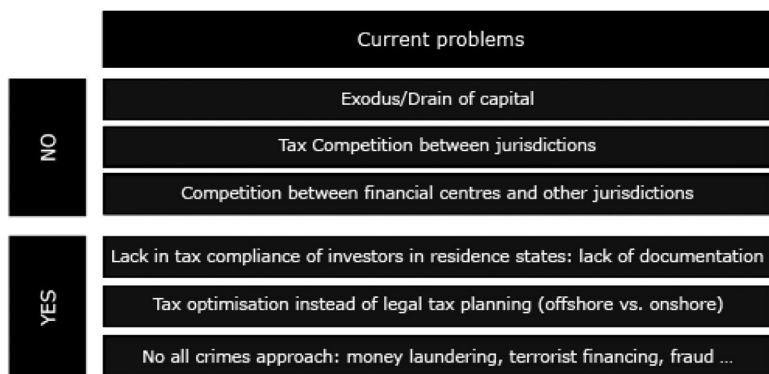 Current problems
NO
Exodus/Drain of capital
Tax Competition between jurisdictions
Competition between financial centres and other jurisdictions
YES
Lack in tax compliance of investors in residence states: lack of documentation
Tax optimisation instead of legal tax planning (offshore vs. onshore)
No all crimes approach: money laundering, terrorist financing, fraud ...